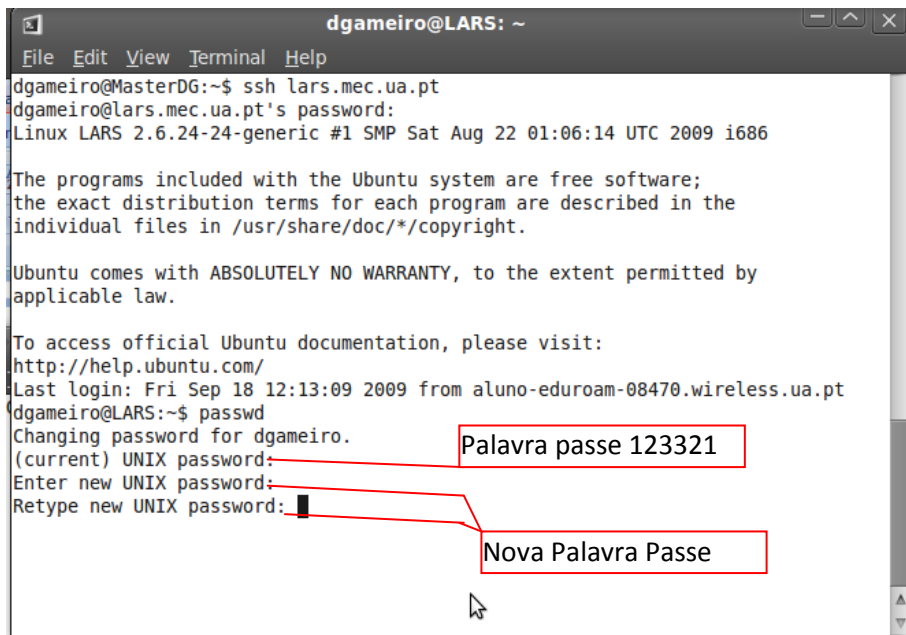 dgameiro@LARS: ~
File Edit View Terminal Help
dgameiro@MasterDG:~$ ssh lars.mec.ua.pt
dgameiro@lars.mec.ua.pt's password:
Linux LARS 2.6.24-24-generic #1 SMP Sat Aug 22 01:06:14 UTC 2009 i686
The programs included with the Ubuntu system are free software;
the exact distribution terms for each program are described in the
individual files in /usr/share/doc/*/copyright.
Ubuntu comes with ABSOLUTELY NO WARRANTY, to the extent permitted by
applicable law.
To access official Ubuntu documentation, please visit:
http://help.ubuntu.com/
Last login: Fri Sep 18 12:13:09 2009 from aluno-eduroam-08470.wireless.ua.pt
dgameiro@LARS:~$ passwd
Changing password for dgameiro.
(current) UNIX password:
Palavra passe 123321
Enter new UNIX password:
Retype new UNIX password:
Nova Palavra Passe